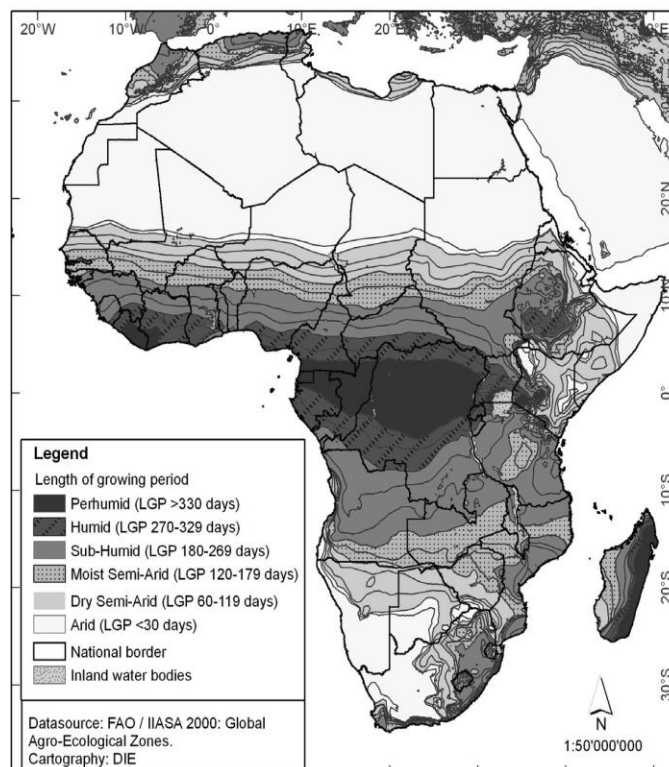 20°W 10°W 0° 10°E 20°E
20°N
10°N
0°
10°S
20°S
30°S
Legend
Length of growing period
Perhumid (LGP >330 days)
Humid (LGP 270-329 days)
Sub-Humid (LGP 180-269 days)
Moist Semi-Arid (LGP 120-179 days)
Dry Semi-Arid (LGP 60-119 days)
Arid (LGP <30 days)
National border
Inland water bodies
Datasource: FAO / IIASA 2000: Global
Agro-Ecological Zones.
Cartography: DIE
N
1:50'000'000